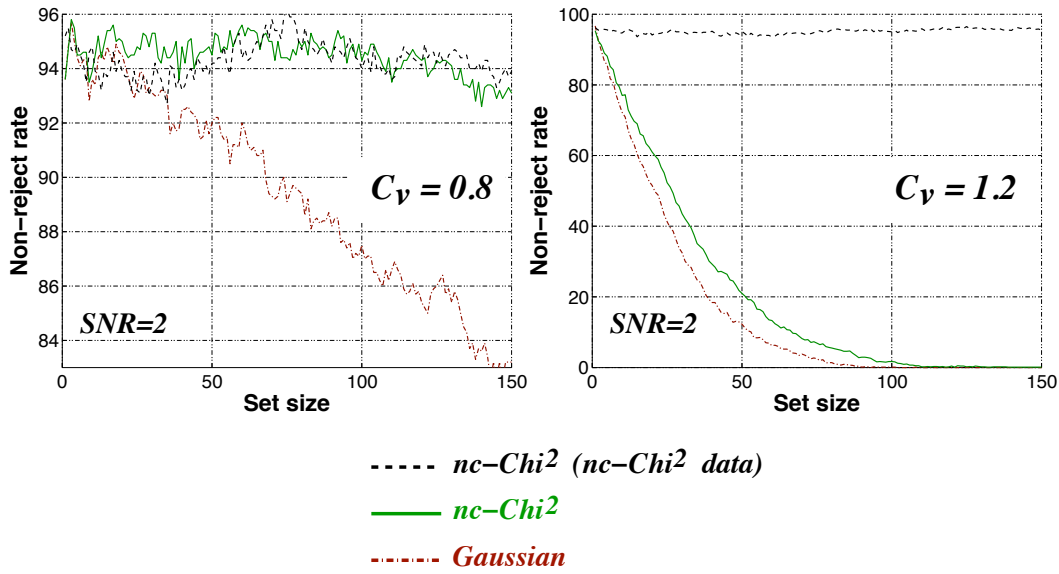 Non-reject rate
96
94
92
90
88
86
84
0
50
100
150
Set size
C_v = 0.8
SNR=2
Non-reject rate
100
80
60
40
20
0
0
50
100
150
Set size
C_v = 1.2
SNR=2
nc-Chi² (nc-Chi² data)
nc-Chi²
Gaussian